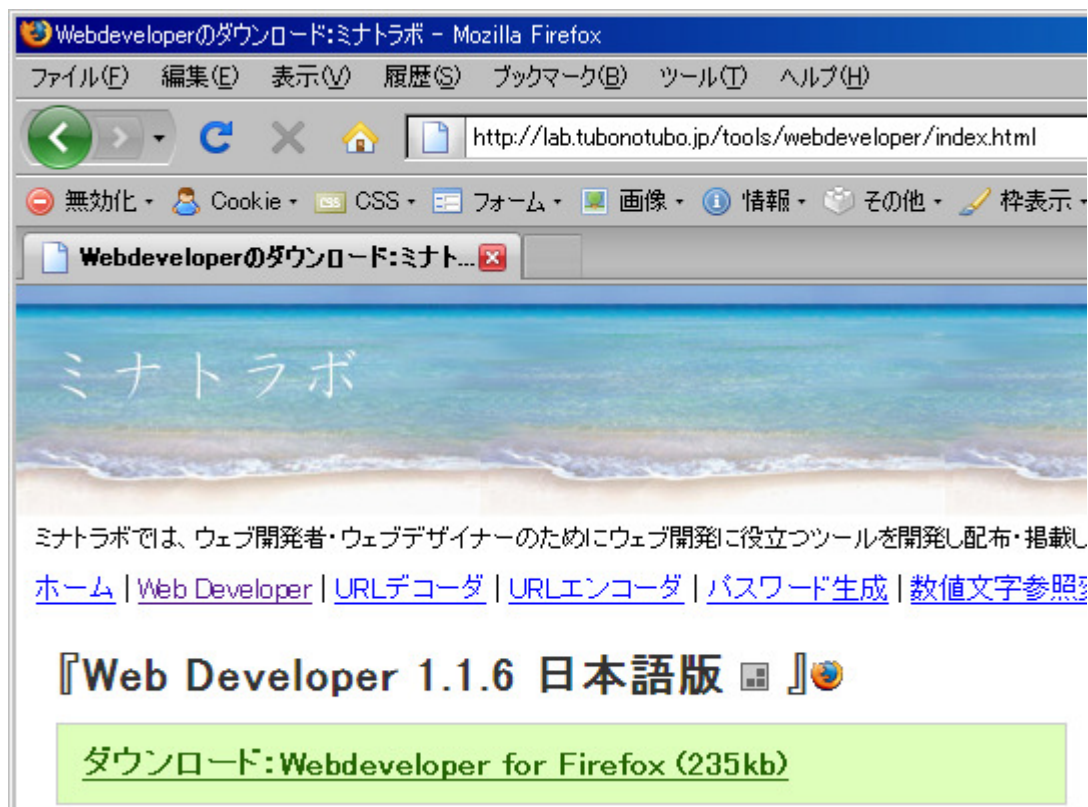 Webdeveloperのダウンロード:ミナトラボ - Mozilla Firefox
ファイル(F) 編集(E) 表示(V) 履歴(S) ブックマーク(B) ツール(T) ヘルプ(H)
http://lab.tubonotubo.jp/tools/webdeveloper/index.html
無効化 Cookie CSS CSS フォーム 画像 情報 その他 枠表示
Webdeveloperのダウンロード:ミナト...
ミナトラボ
ミナトラボでは、ウェブ開発者・ウェブデザイナーのためにウェブ開発に役立つツールを開発し配布・掲載し
ホーム | Web Developer | URLデコーダ | URLエンコーダ | パスワード生成 | 数値文字参照変
『Web Developer 1.1.6 日本語版 』
ダウンロード:Webdeveloper for Firefox (235kb)